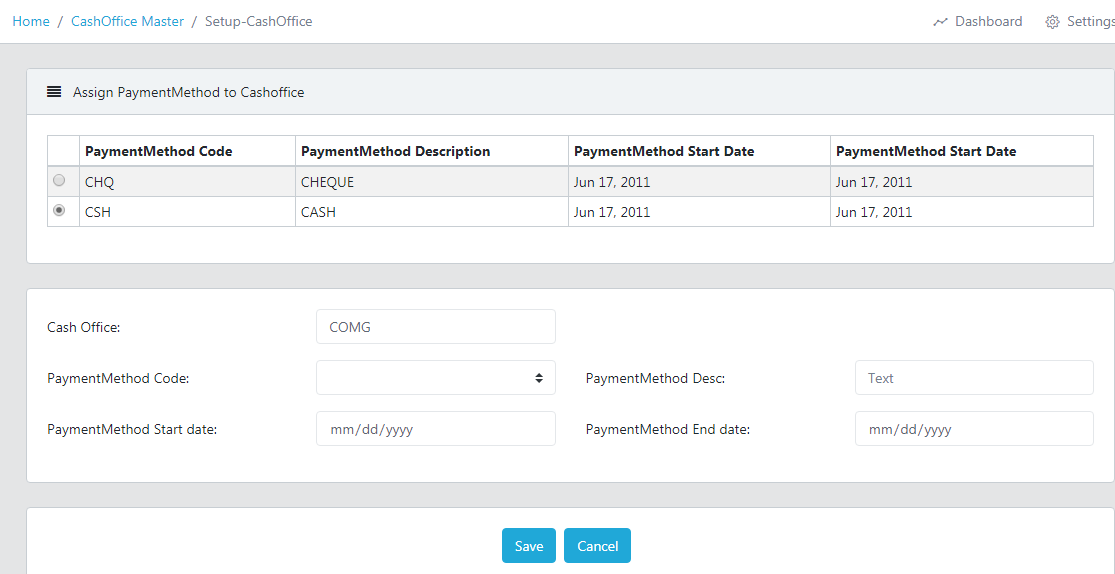 Home / CashOffice Master / Setup-CashOffice Dashboard Settings
Assign PaymentMethod to Cashoffice
PaymentMethod Code PaymentMethod Description PaymentMethod Start Date PaymentMethod Start Date
CHQ CHEQUE Jun 17, 2011 Jun 17, 2011
CSH CASH Jun 17, 2011 Jun 17, 2011
Cash Office: COMG
PaymentMethod Code: PaymentMethod Desc: Text
PaymentMethod Start date: mm/dd/yyyy PaymentMethod End date: mm/dd/yyyy
Save Cancel